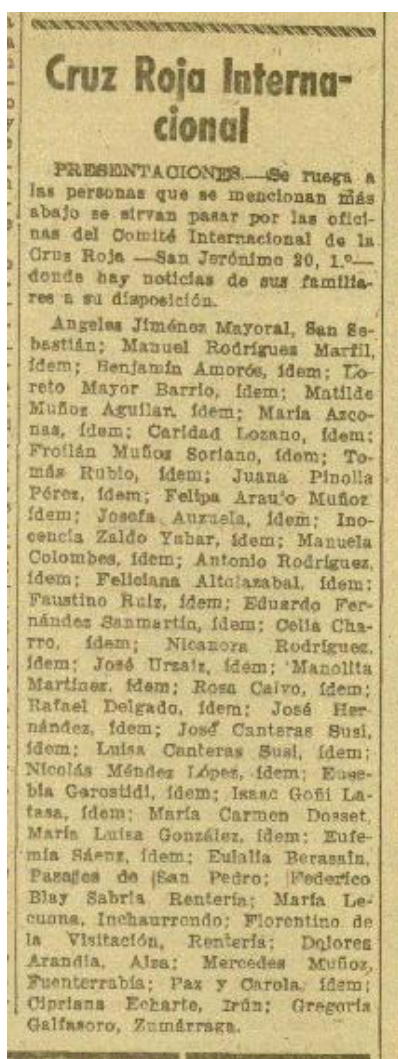 Cruz Roja Interna-
cional
PRESENTACIONES.—Se ruega a
las personas que se mencionan más
abajo se sirvan pasar por las ofici-
nas del Comité Internacional de la
Cruz Roja —San Jerónimo 20, 1.º—
donde hay noticias de sus familia-
res a su disposición.
Angeles Jiménez Mayoral, San Se-
bastián; Manuel Rodríguez Marfil,
ídem; Benjamín Amorós, ídem; Lo-
reto Mayor Barrio, ídem; Matilde
Muñoz Aguilar, ídem; María Azco-
nas, ídem; Caridad Lozano, ídem;
Froilán Muñoz Soriano, ídem; To-
más Rubio, ídem; Juana Pinolla
Pérez, ídem; Felipa Araujo Muñoz
ídem; Josefa Auzuela, ídem; Ino-
cencia Zaldo Yabar, ídem; Manuela
Colombes, ídem; Antonio Rodríguez,
ídem; Feliciana Altolazabal, ídem;
Faustino Ruiz, ídem; Eduardo Fer-
nández Sanmartín, ídem; Celia Cha-
rro, ídem; Nicanora Rodríguez,
ídem; José Urzaiz, ídem; Manolita
Martínez, ídem; Rosa Calvo, ídem;
Rafael Delgado, ídem; José Her-
nández, ídem; José Canteras Susi,
ídem; Luisa Canteras Susi, ídem;
Nicolás Méndez López, ídem; Euse-
bia Garostidi, ídem; Isaac Goñi La-
tasa, ídem; María Carmen Dosset,
María Luisa González, ídem; Eufe-
mia Sáenz, ídem; Eulalia Berasain,
Pasajes de San Pedro; Federico
Blay Sabria Rentería; María Le-
cuona, Inchaurrondo; Florentino de
la Visitación, Rentería; Dolores
Arandia, Alza; Mercedes Muñoz,
Fuenterrabía; Paz y Carola, ídem;
Cipriana Echarte, Irún; Gregoria
Galfasoro, Zumárraga.